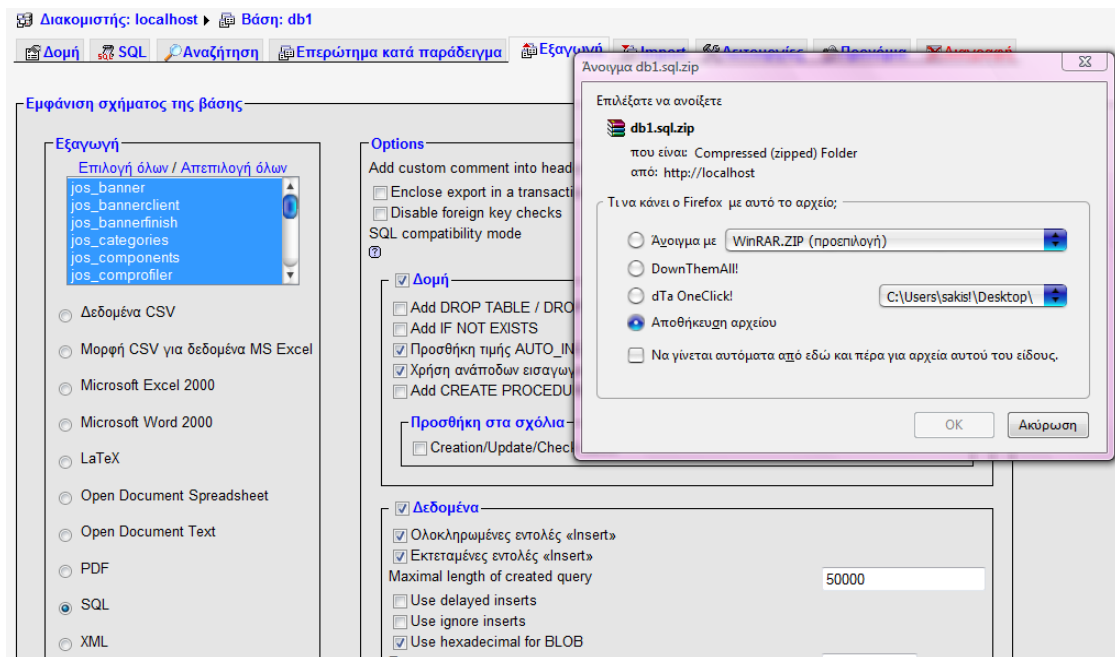 Διακομιστής: localhost ▸ Βάση: db1
Δομή SQL Αναζήτηση Επερώτημα κατά παράδειγμα Εξαγωγή Import Λειτουργίες Προνόμια Διαγραφή
Εμφάνιση σχήματος της βάσης
Εξαγωγή
Επιλογή όλων / Απεπιλογή όλων
jos_banner
jos_bannerclient
jos_bannerfinish
jos_categories
jos_components
jos_comprofiler
Δεδομένα CSV
Μορφή CSV για δεδομένα MS Excel
Microsoft Excel 2000
Microsoft Word 2000
LaTeX
Open Document Spreadsheet
Open Document Text
PDF
SQL
XML
Options
Add custom comment into head
Enclose export in a transacti
Disable foreign key checks
SQL compatibility mode
Δομή
Add DROP TABLE / DRO
Add IF NOT EXISTS
Προσθήκη τιμής AUTO_IN
Χρήση ανάποδων εισαγωγ
Add CREATE PROCEDU
Προσθήκη στα σχόλια
Creation/Update/Chec
Δεδομένα
Ολοκληρωμένες εντολές «Insert»
Εκτεταμένες εντολές «Insert»
Maximal length of created query 50000
Use delayed inserts
Use ignore inserts
Use hexadecimal for BLOB
Άνοιγμα db1.sql.zip
Επιλέξατε να ανοίξετε
db1.sql.zip
που είναι: Compressed (zipped) Folder
από: http://localhost
Τι να κάνει ο Firefox με αυτό το αρχείο;
Άνοιγμα με WinRAR.ZIP (προεπιλογή)
DownThemAll!
dTa OneClick! C:\Users\sakis!\Desktop\
Αποθήκευση αρχείου
Να γίνεται αυτόματα από εδώ και πέρα για αρχεία αυτού του είδους.
OK Ακύρωση